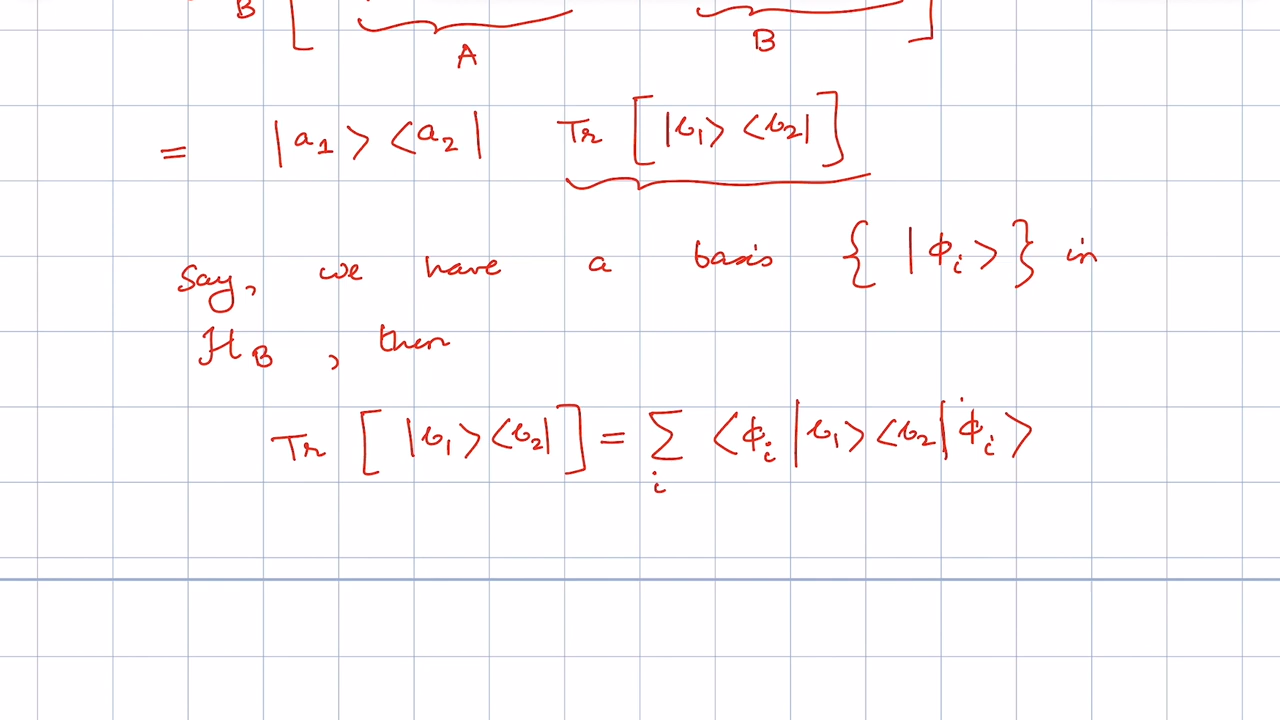 B [ A B ]
= |a₁> <a₂| Tr [ |b₁> <b₂| ]
Say, we have a basis { |ϕᵢ> } in
ℋ_B , then
Tr [ |b₁> <b₂| ] = ∑ᵢ <ϕᵢ |b₁> <b₂| ϕᵢ >